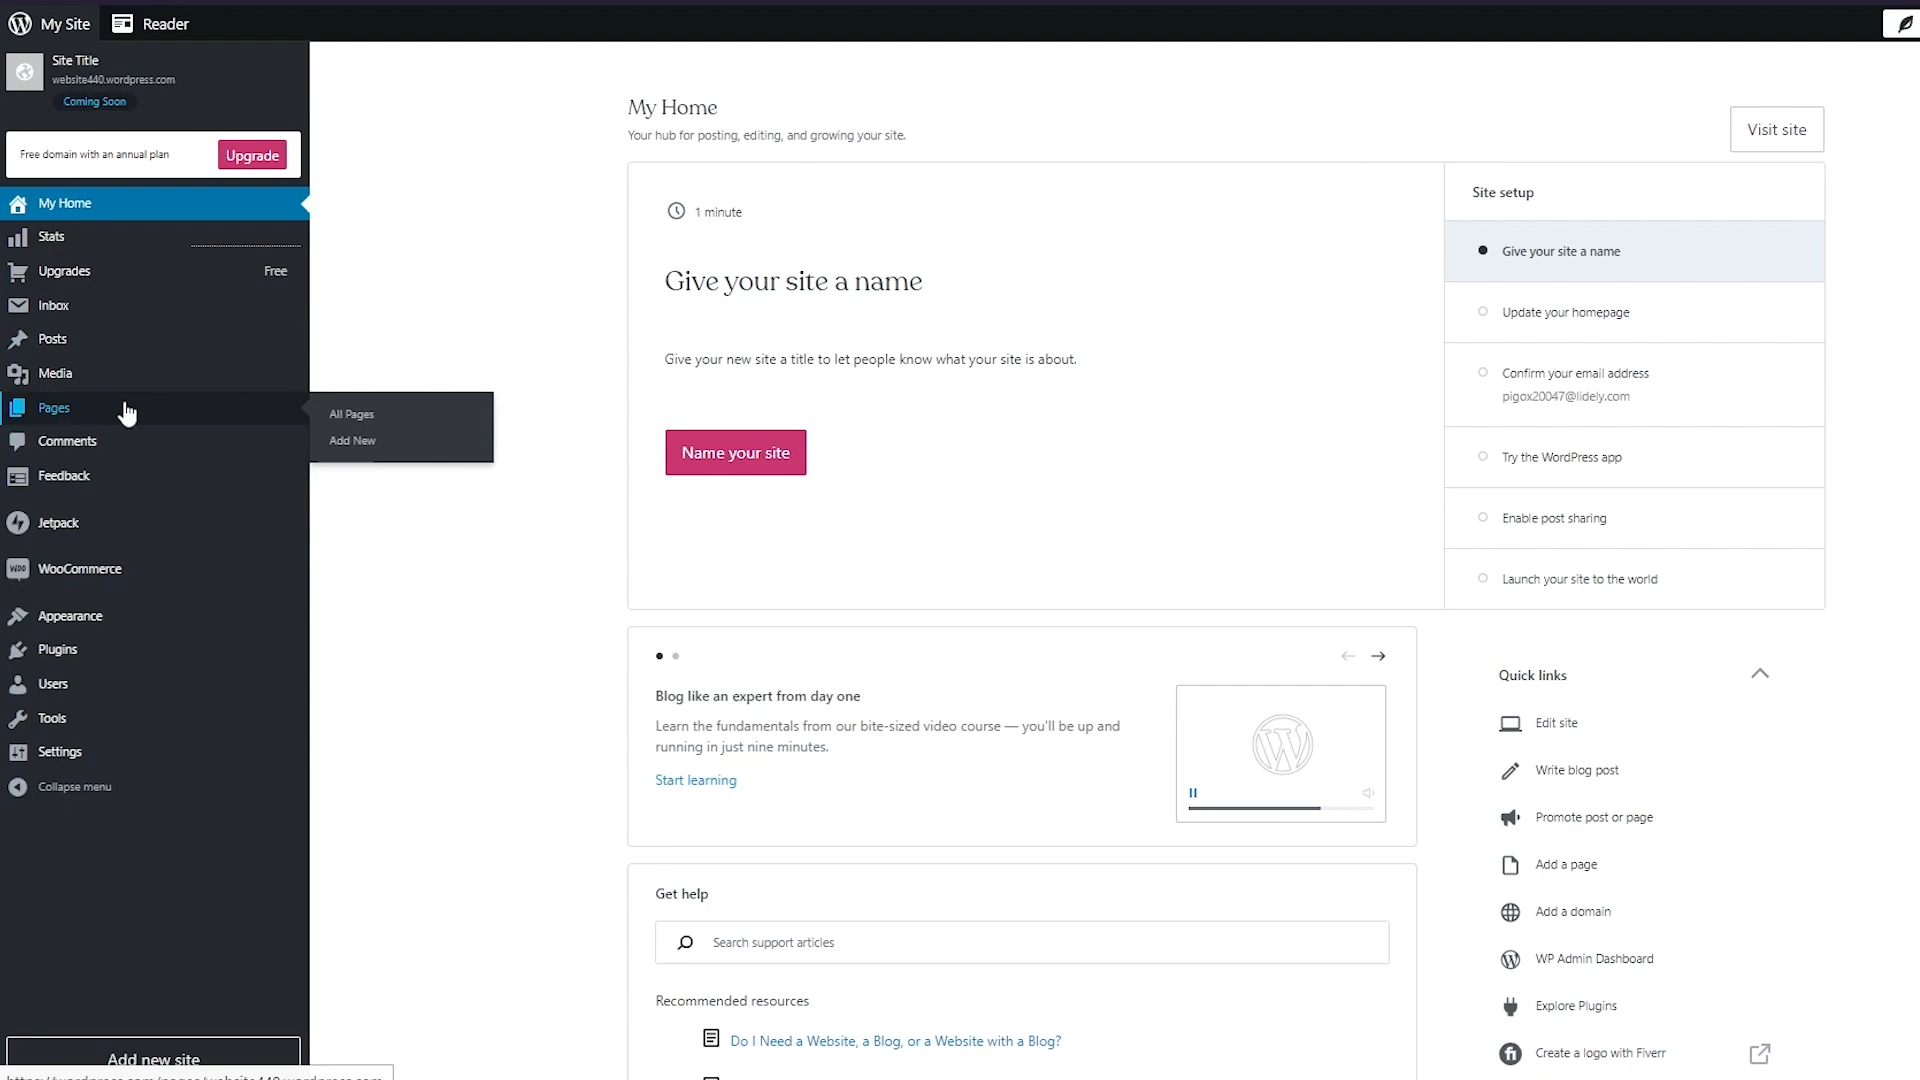 My Site
Reader
Site Title
website440.wordpress.com
Coming Soon
Free domain with an annual plan
Upgrade
My Home
Stats
Upgrades
Free
Inbox
Posts
Media
Pages
All Pages
Add New
Comments
Feedback
Jetpack
WooCommerce
Appearance
Plugins
Users
Tools
Settings
Collapse menu
Add new site
My Home
Your hub for posting, editing, and growing your site.
Visit site
1 minute
Give your site a name
Give your new site a title to let people know what your site is about.
Name your site
Site setup
Give your site a name
Update your homepage
Confirm your email address
pigox20047@lidely.com
Try the WordPress app
Enable post sharing
Launch your site to the world
Blog like an expert from day one
Learn the fundamentals from our bite-sized video course — you'll be up and
running in just nine minutes.
Start learning
Get help
Search support articles
Recommended resources
Do I Need a Website, a Blog, or a Website with a Blog?
Quick links
Edit site
Write blog post
Promote post or page
Add a page
Add a domain
WP Admin Dashboard
Explore Plugins
Create a logo with Fiverr